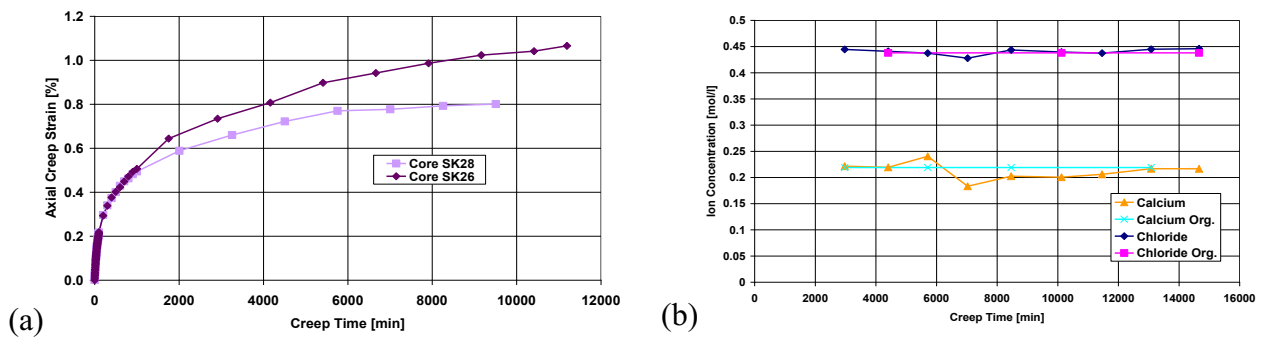 1.2
1.0
0.8
0.6
0.4
0.2
0.0
Axial Creep Strain [%]
Core SK28
Core SK26
0 2000 4000 6000 8000 10000 12000
Creep Time [min]
(a)
0.5
0.45
0.4
0.35
0.3
0.25
0.2
0.15
0.1
0.05
0
Ion Concentration [mol/l]
Calcium
Calcium Org.
Chloride
Chloride Org.
0 2000 4000 6000 8000 10000 12000 14000 16000
Creep Time [min]
(b)